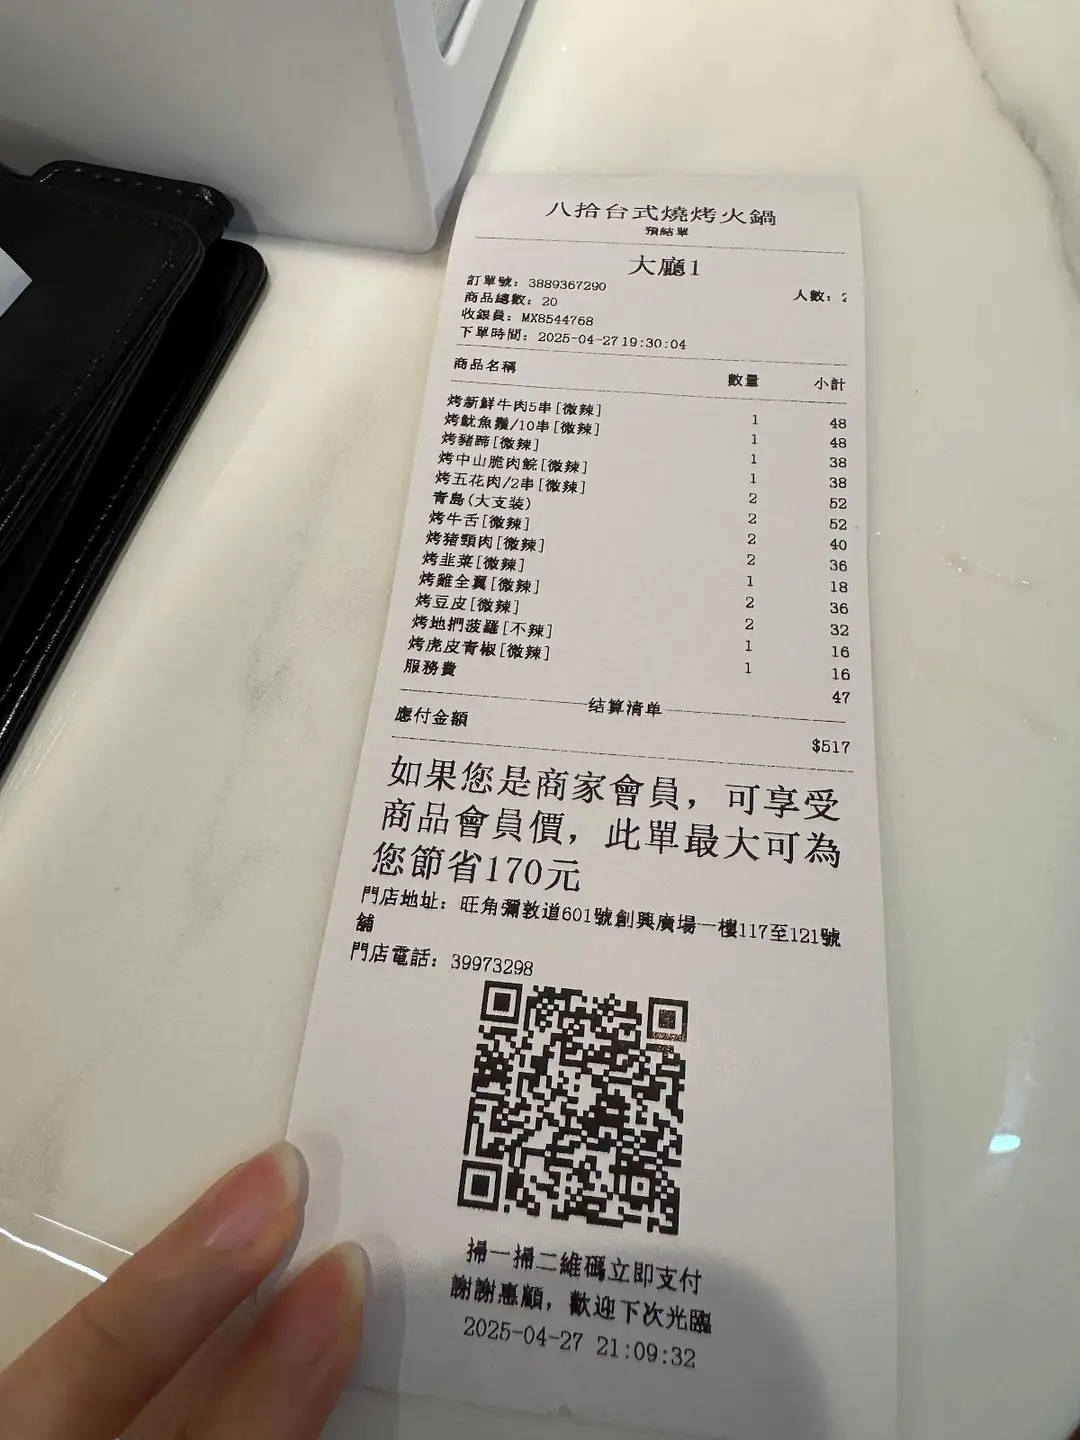 八拾台式燒烤火鍋
預結單
大廳1
訂單號：3889367290
人數：2
商品總數：20
收銀員：MX8544768
下單時間：2025-04-27 19:30:04
商品名稱 數量 小計
烤新鮮牛肉5串[微辣] 1 48
烤魷魚鬚/10串[微辣] 1 48
烤豬蹄[微辣] 1 38
烤中山脆肉鯇[微辣] 1 38
烤五花肉/2串[微辣] 2 52
青島(大支裝) 2 52
烤牛舌[微辣] 2 40
烤猪頸肉[微辣] 2 36
烤韭菜[微辣] 1 18
烤雞全翼[微辣] 2 36
烤豆皮[微辣] 2 32
烤地捫菠蘿[不辣] 1 16
烤虎皮青椒[微辣] 1 16
服務費 47
结算清单
應付金額 $517
如果您是商家會員，可享受
商品會員價，此單最大可為
您節省170元
門店地址：旺角彌敦道601號創興廣場一樓117至121號
舖
門店電話：39973298
掃一掃二維碼立即支付
謝謝惠顧，歡迎下次光臨
2025-04-27 21:09:32